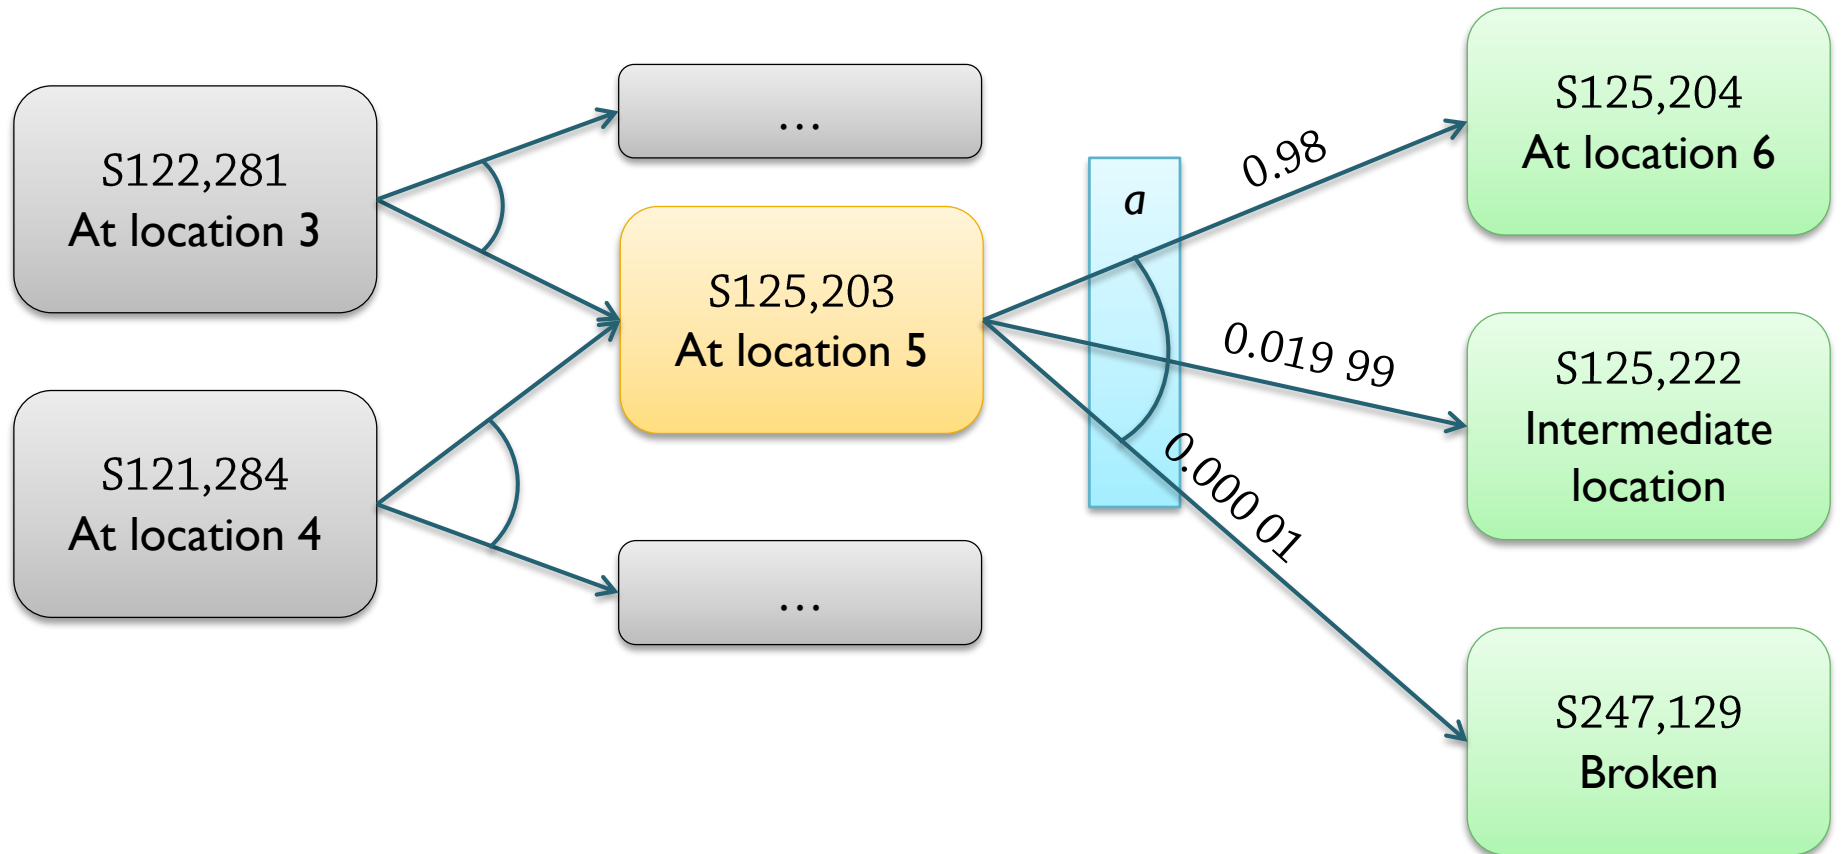 S122,281
At location 3
S121,284
At location 4
…
S125,203
At location 5
…
a
0.98
0.019 99
0.000 01
S125,204
At location 6
S125,222
Intermediate
location
S247,129
Broken